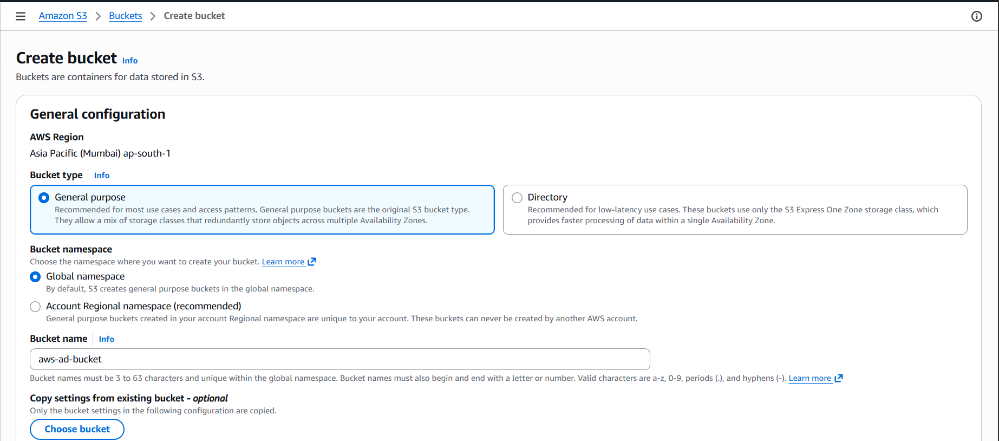 Amazon S3 > Buckets > Create bucket
Create bucket Info
Buckets are containers for data stored in S3.
General configuration
AWS Region
Asia Pacific (Mumbai) ap-south-1
Bucket type Info
General purpose
Recommended for most use cases and access patterns. General purpose buckets are the original S3 bucket type.
They allow a mix of storage classes that redundantly store objects across multiple Availability Zones.
Directory
Recommended for low-latency use cases. These buckets use only the S3 Express One Zone storage class, which
provides faster processing of data within a single Availability Zone.
Bucket namespace
Choose the namespace where you want to create your bucket. Learn more
Global namespace
By default, S3 creates general purpose buckets in the global namespace.
Account Regional namespace (recommended)
General purpose buckets created in your account Regional namespace are unique to your account. These buckets can never be created by another AWS account.
Bucket name Info
aws-ad-bucket
Bucket names must be 3 to 63 characters and unique within the global namespace. Bucket names must also begin and end with a letter or number. Valid characters are a-z, 0-9, periods (.), and hyphens (-). Learn more
Copy settings from existing bucket - optional
Only the bucket settings in the following configuration are copied.
Choose bucket